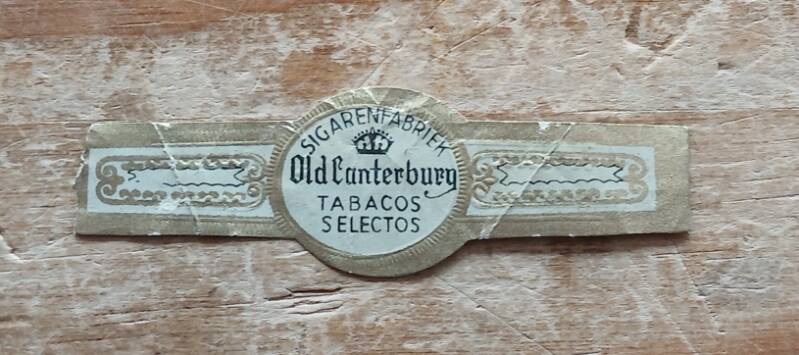 SIGARENFABRIEK
Old Canterbury
TABACOS
SELECTOS